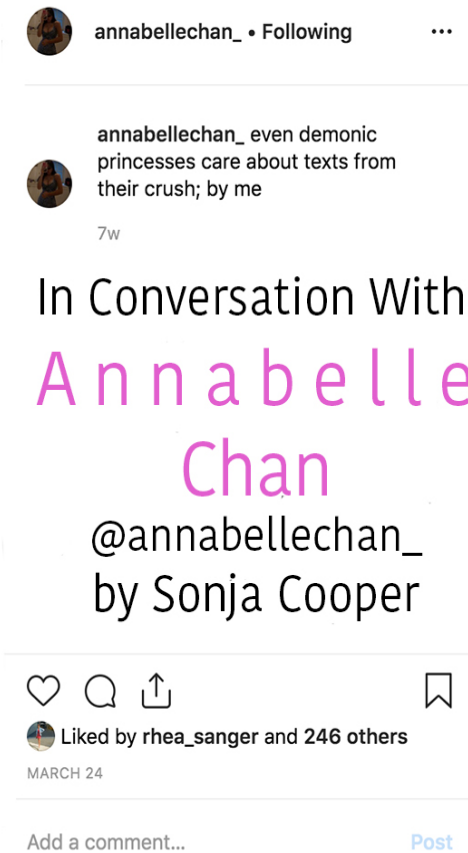 annabellechan_ • Following
annabellechan_ even demonic
princesses care about texts from
their crush; by me
7w
In Conversation With
Annabelle
Chan
@annabellechan_
by Sonja Cooper
Liked by rhea_sanger and 246 others
MARCH 24
Add a comment... Post